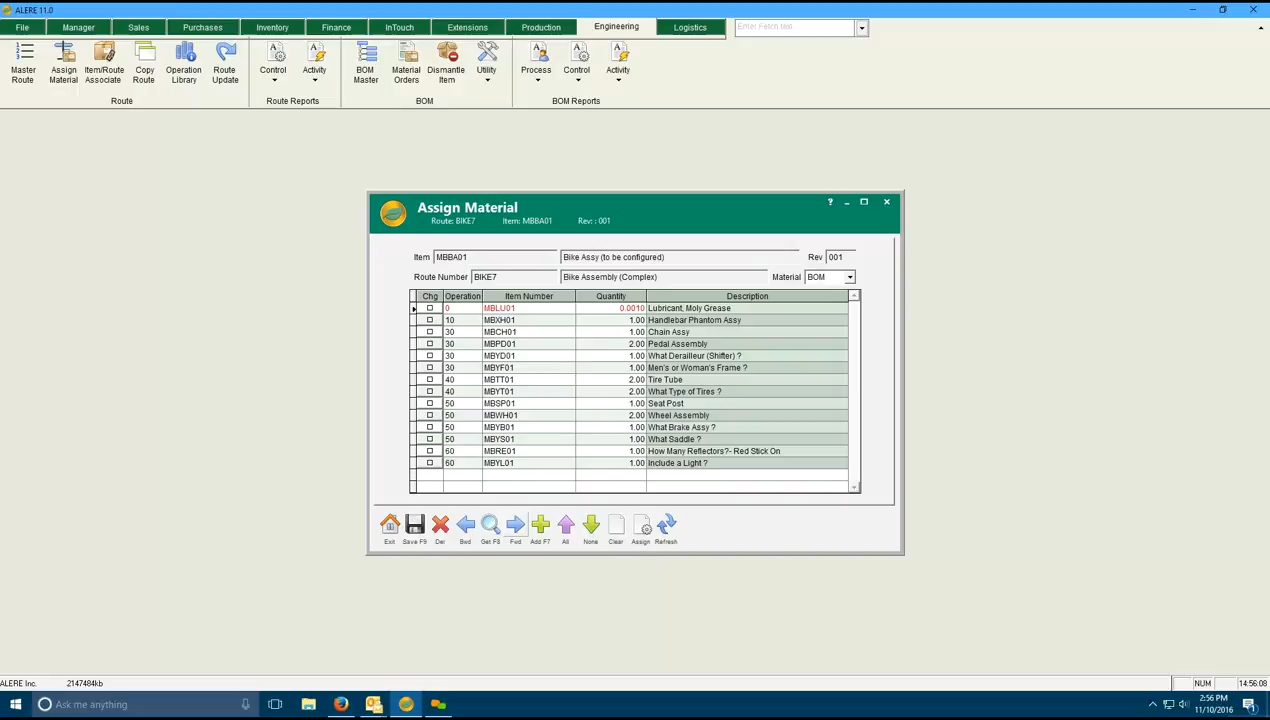 ALERE 11.0
File Manager Sales Purchases Inventory Finance InTouch Extensions Production Engineering Logistics Enter Fetch text
Master Route Assign Material Item/Route Associate Copy Route Operation Library Route Update Control Activity BOM Master Material Orders Dismantle Item Utility Process Control Activity
Route Route Reports BOM BOM Reports
Assign Material
Route: BIKE7 Item: MBBA01 Rev: : 001
Item MBBA01 Bike Assy (to be configured) Rev 001
Route Number BIKE7 Bike Assembly (Complex) Material BOM
Chg Operation Item Number Quantity Description
0 MBLU01 0.0010 Lubricant, Moly Grease
10 MBXH01 1.00 Handlebar Phantom Assy
30 MBCH01 1.00 Chain Assy
30 MBPD01 2.00 Pedal Assembly
30 MBYD01 1.00 What Derailleur (Shifter) ?
30 MBYF01 1.00 Men's or Woman's Frame ?
40 MBTT01 2.00 Tire Tube
40 MBYT01 2.00 What Type of Tires ?
50 MBSP01 1.00 Seat Post
50 MBWH01 2.00 Wheel Assembly
50 MBYB01 1.00 What Brake Assy ?
50 MBYS01 1.00 What Saddle ?
60 MBRE01 1.00 How Many Reflectors?- Red Stick On
60 MBYL01 1.00 Include a Light ?
Exit Save F9 Del Bwd Get F8 Fwd Add F7 All None Clear Assign Refresh
ALERE Inc. 2147484kb NUM 14:56:08
Ask me anything
2:56 PM
11/10/2016